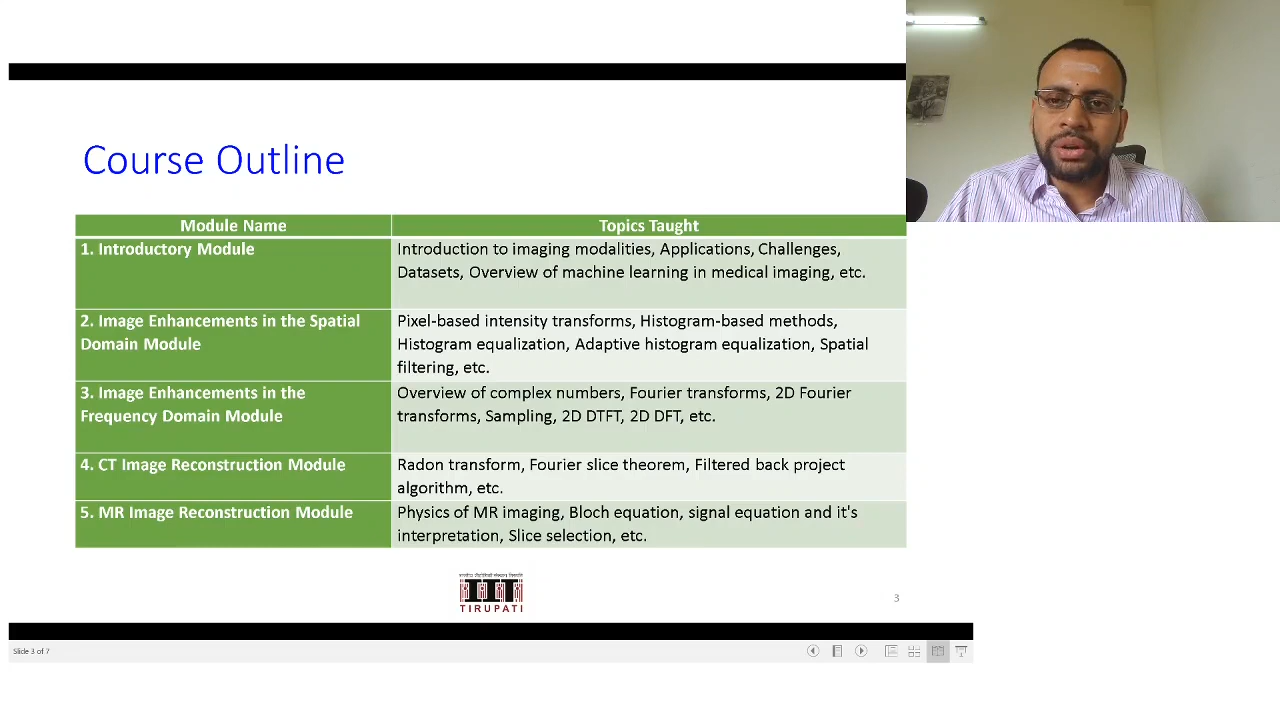 Course Outline
Module Name
Topics Taught
1. Introductory Module
Introduction to imaging modalities, Applications, Challenges,
Datasets, Overview of machine learning in medical imaging, etc.
2. Image Enhancements in the Spatial
Domain Module
Pixel-based intensity transforms, Histogram-based methods,
Histogram equalization, Adaptive histogram equalization, Spatial
filtering, etc.
3. Image Enhancements in the
Frequency Domain Module
Overview of complex numbers, Fourier transforms, 2D Fourier
transforms, Sampling, 2D DTFT, 2D DFT, etc.
4. CT Image Reconstruction Module
Radon transform, Fourier slice theorem, Filtered back project
algorithm, etc.
5. MR Image Reconstruction Module
Physics of MR imaging, Bloch equation, signal equation and it's
interpretation, Slice selection, etc.
IIT
TIRUPATI
3
Slide 3 of 7